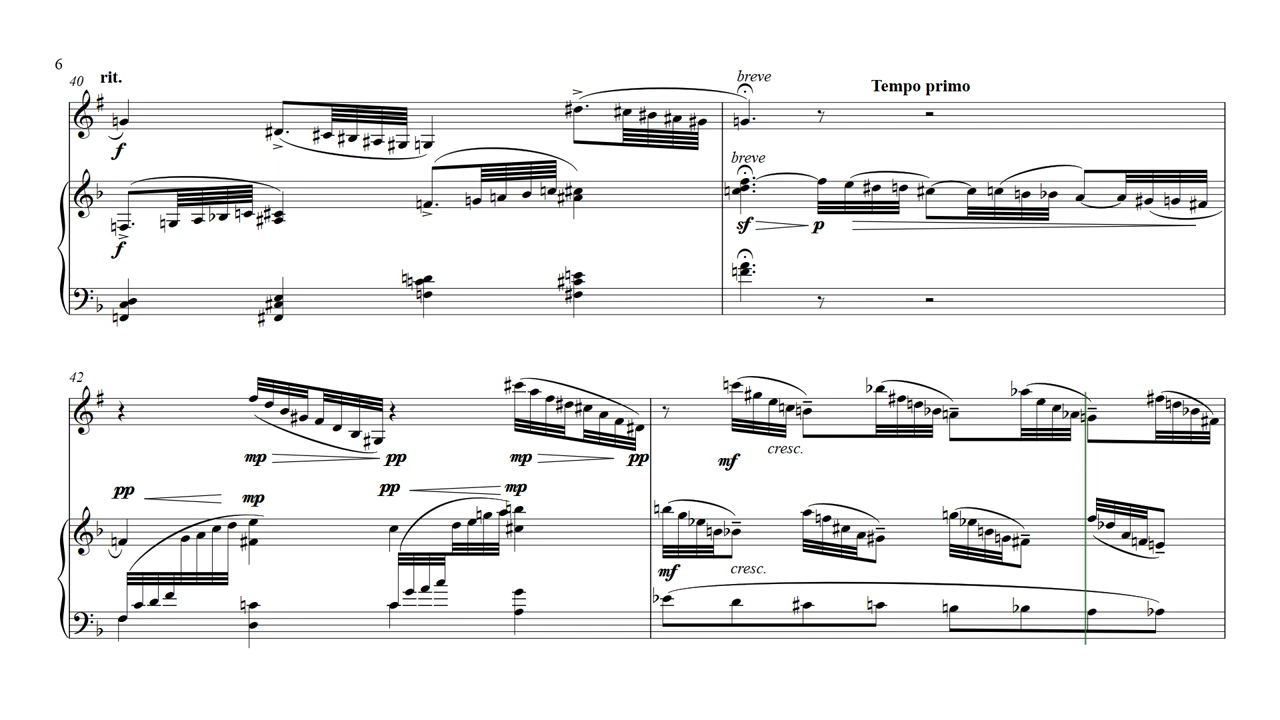 6
40 rit. breve Tempo primo
f
breve
f sf p
42
mp pp mp pp mf cresc.
pp mp pp mp
mf cresc.